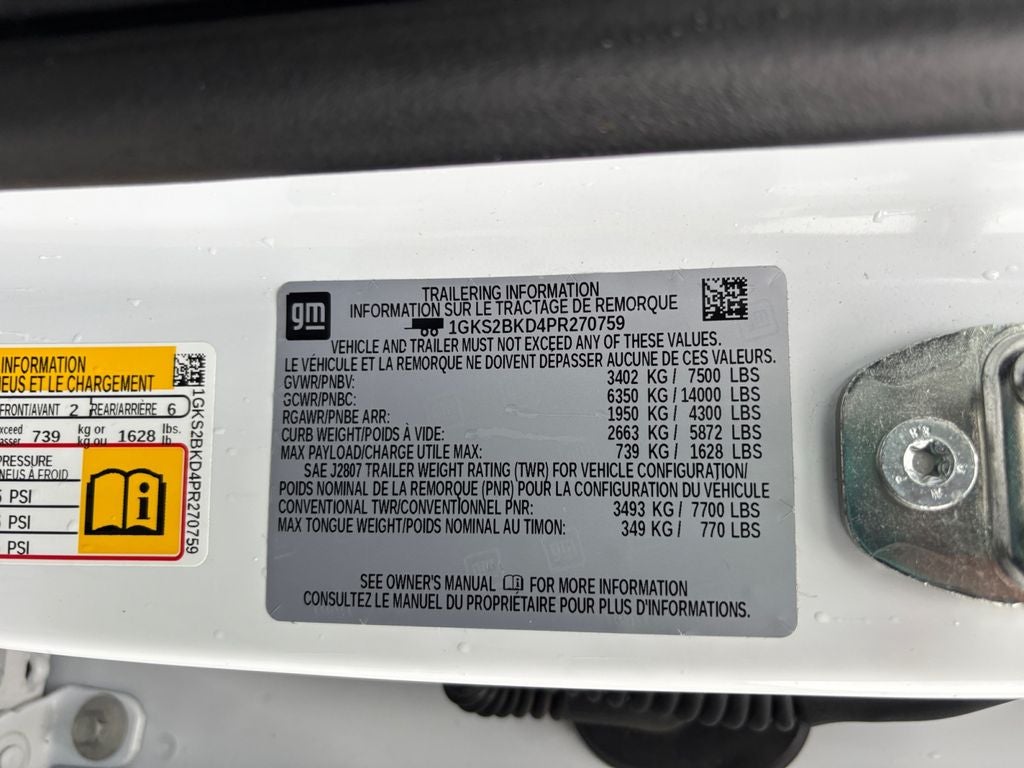 gm
TRAILERING INFORMATION
INFORMATION SUR LE TRACTAGE DE REMORQUE
1GKS2BKD4PR270759
VEHICLE AND TRAILER MUST NOT EXCEED ANY OF THESE VALUES.
LE VÉHICULE ET LA REMORQUE NE DOIVENT DÉPASSER AUCUNE DE CES VALEURS.
GVWR/PNBV: 3402 KG / 7500 LBS
GCWR/PNBC: 6350 KG / 14000 LBS
RGAWR/PNBE ARR: 1950 KG / 4300 LBS
CURB WEIGHT/POIDS À VIDE: 2663 KG / 5872 LBS
MAX PAYLOAD/CHARGE UTILE MAX: 739 KG / 1628 LBS
SAE J2807 TRAILER WEIGHT RATING (TWR) FOR VEHICLE CONFIGURATION/
POIDS NOMINAL DE LA REMORQUE (PNR) POUR LA CONFIGURATION DU VÉHICULE
CONVENTIONAL TWR/CONVENTIONNEL PNR: 3493 KG / 7700 LBS
MAX TONGUE WEIGHT/POIDS NOMINAL AU TIMON: 349 KG / 770 LBS
SEE OWNER'S MANUAL FOR MORE INFORMATION
CONSULTEZ LE MANUEL DU PROPRIÉTAIRE POUR PLUS D'INFORMATIONS.
INFORMATION
ET LE CHARGEMENT
FRONT/AVANT 2 REAR/ARRIÈRE 6
739 kg or 1628 lbs.
kg ou lb.
1GKS2BKD4PR270759
PRESSURE
À FROID
PSI
PSI
PSI